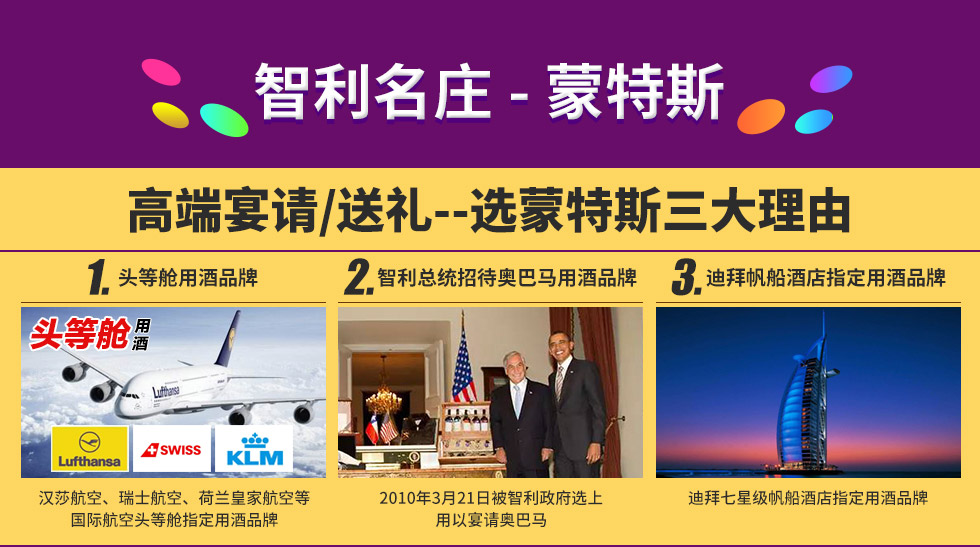 智利名庄 - 蒙特斯
高端宴请/送礼--选蒙特斯三大理由
1. 头等舱用酒品牌
2. 智利总统招待奥巴马用酒品牌
3. 迪拜帆船酒店指定用酒品牌
头等舱用酒
Lufthansa
Lufthansa
SWISS
KLM
汉莎航空、瑞士航空、荷兰皇家航空等
国际航空头等舱指定用酒品牌
2010年3月21日被智利政府选上
用以宴请奥巴马
迪拜七星级帆船酒店指定用酒品牌